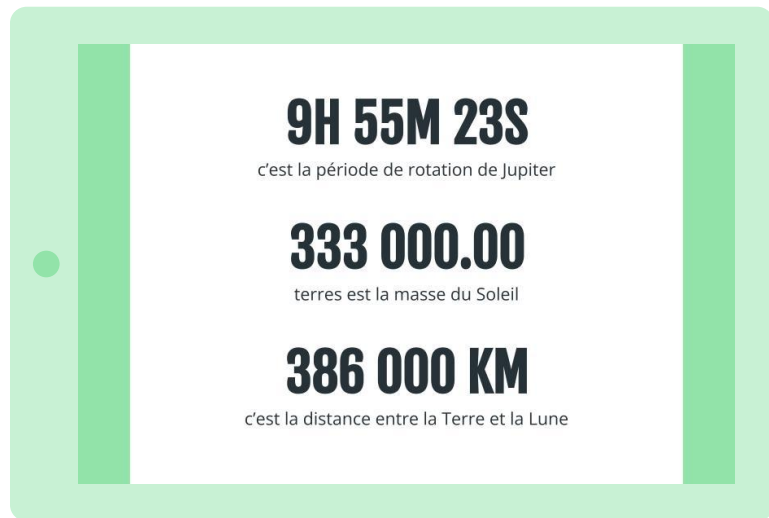 9H 55M 23S
c’est la période de rotation de Jupiter
333 000.00
terres est la masse du Soleil
386 000 KM
c’est la distance entre la Terre et la Lune